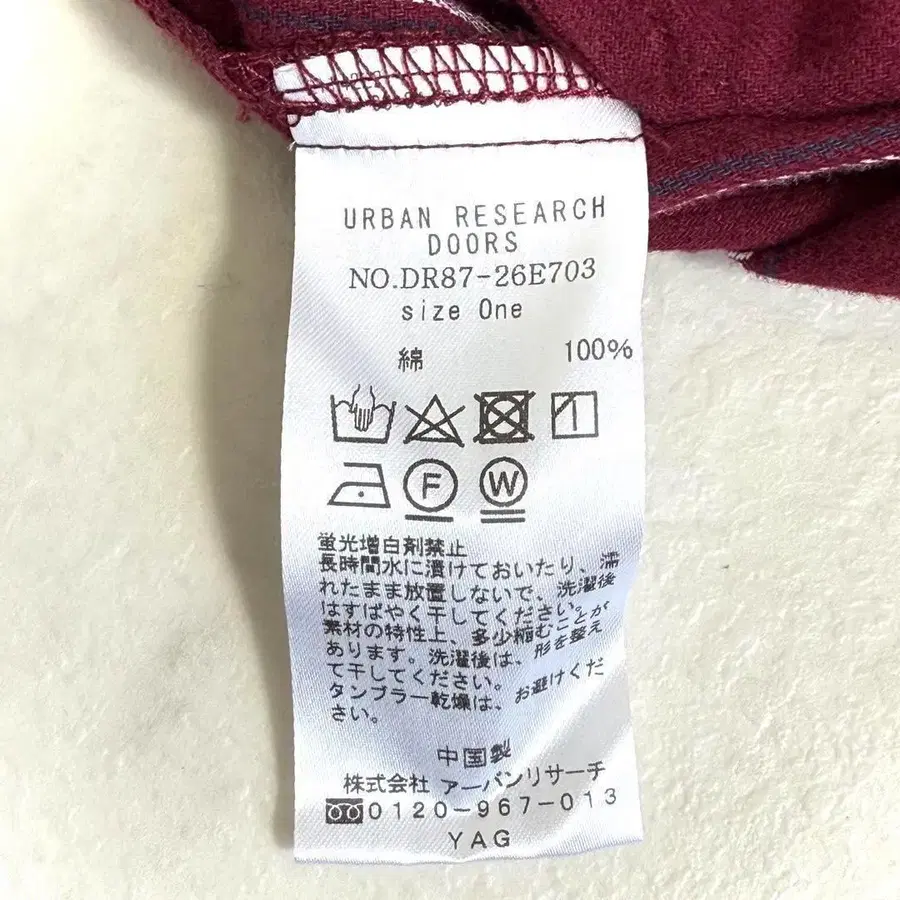 URBAN RESEARCH
DOORS
NO.DR87-26E703
size One
綿 100%
F W
蛍光増白剤禁止
長時間水に漬けておいたり、濡
れたまま放置しないで、洗濯後
はすばやく干してください。
素材の特性上、多少縮むことが
あります。洗濯後は、形を整え
て干してください。
タンブラー乾燥は、お避けくだ
さい。
中国製
株式会社 アーバンリサーチ
0120-967-013
YAG